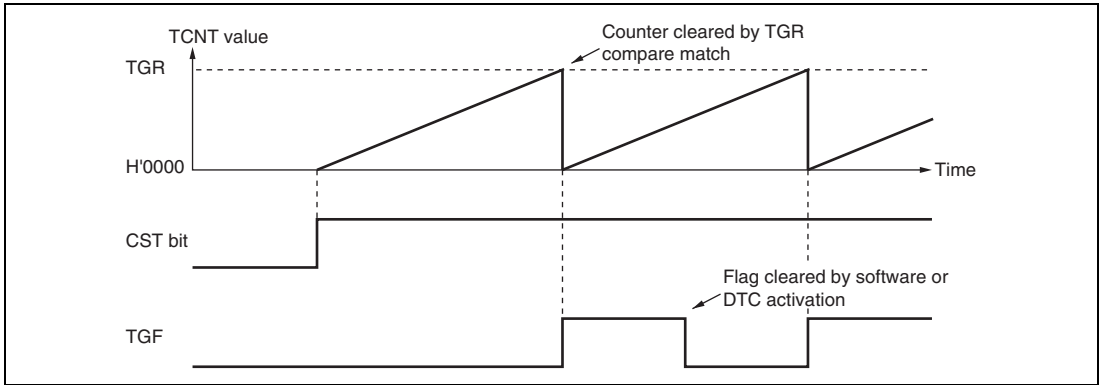 TCNT value
Counter cleared by TGR
compare match
TGR
H'0000
Time
CST bit
Flag cleared by software or
DTC activation
TGF